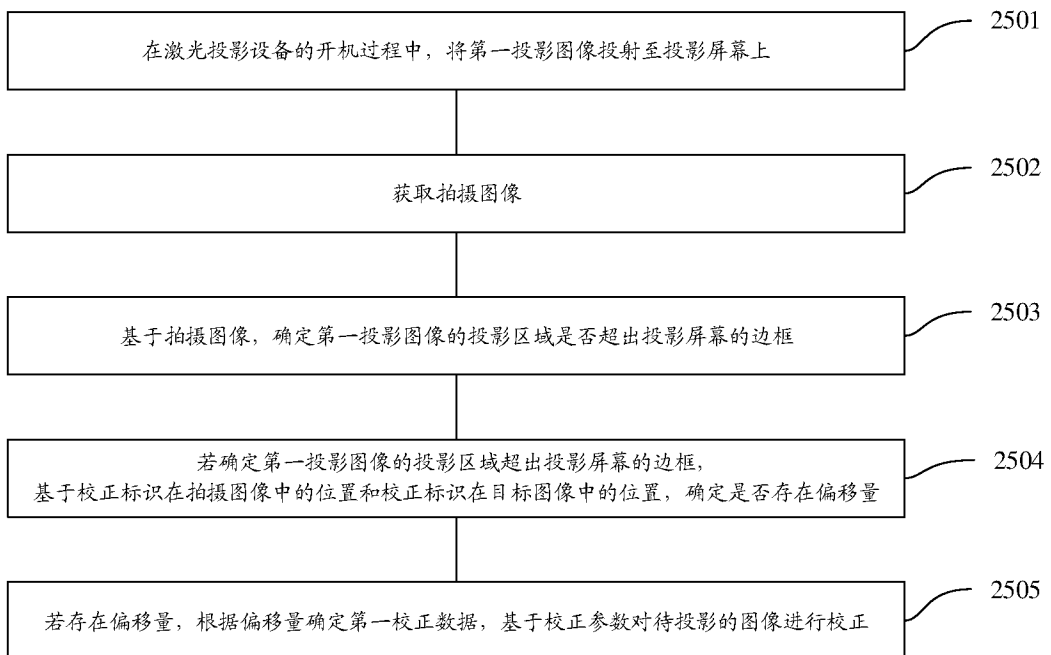 在激光投影设备的开机过程中，将第一投影图像投射至投影屏幕上
2501
获取拍摄图像
2502
基于拍摄图像，确定第一投影图像的投影区域是否超出投影屏幕的边框
2503
若确定第一投影图像的投影区域超出投影屏幕的边框，
基于校正标识在拍摄图像中的位置和校正标识在目标图像中的位置，确定是否存在偏移量
2504
若存在偏移量，根据偏移量确定第一校正数据，基于校正参数对待投影的图像进行校正
2505